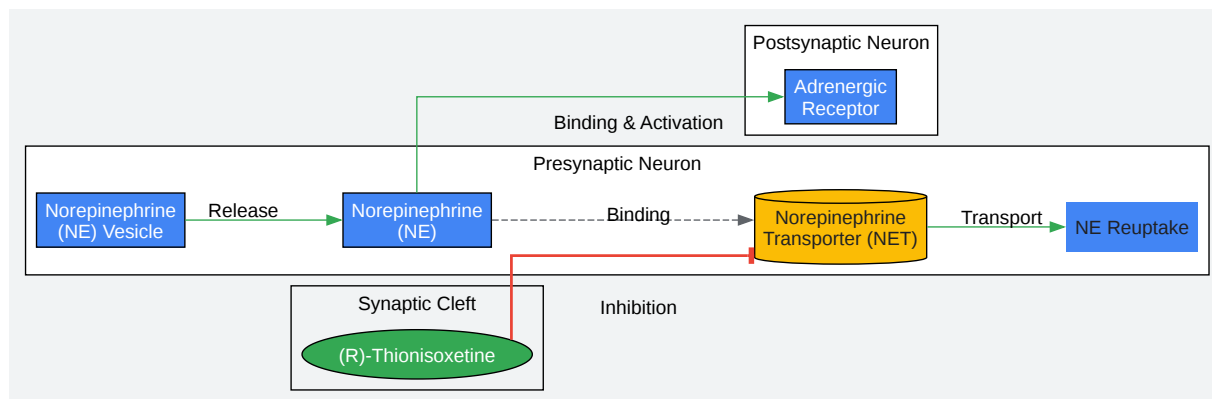 Postsynaptic Neuron
Adrenergic
Receptor
Binding & Activation
Presynaptic Neuron
Norepinephrine
(NE) Vesicle
Release
Norepinephrine
(NE)
Binding
Norepinephrine
Transporter (NET)
Transport
NE Reuptake
Synaptic Cleft
Inhibition
(R)-Thionisoxetine